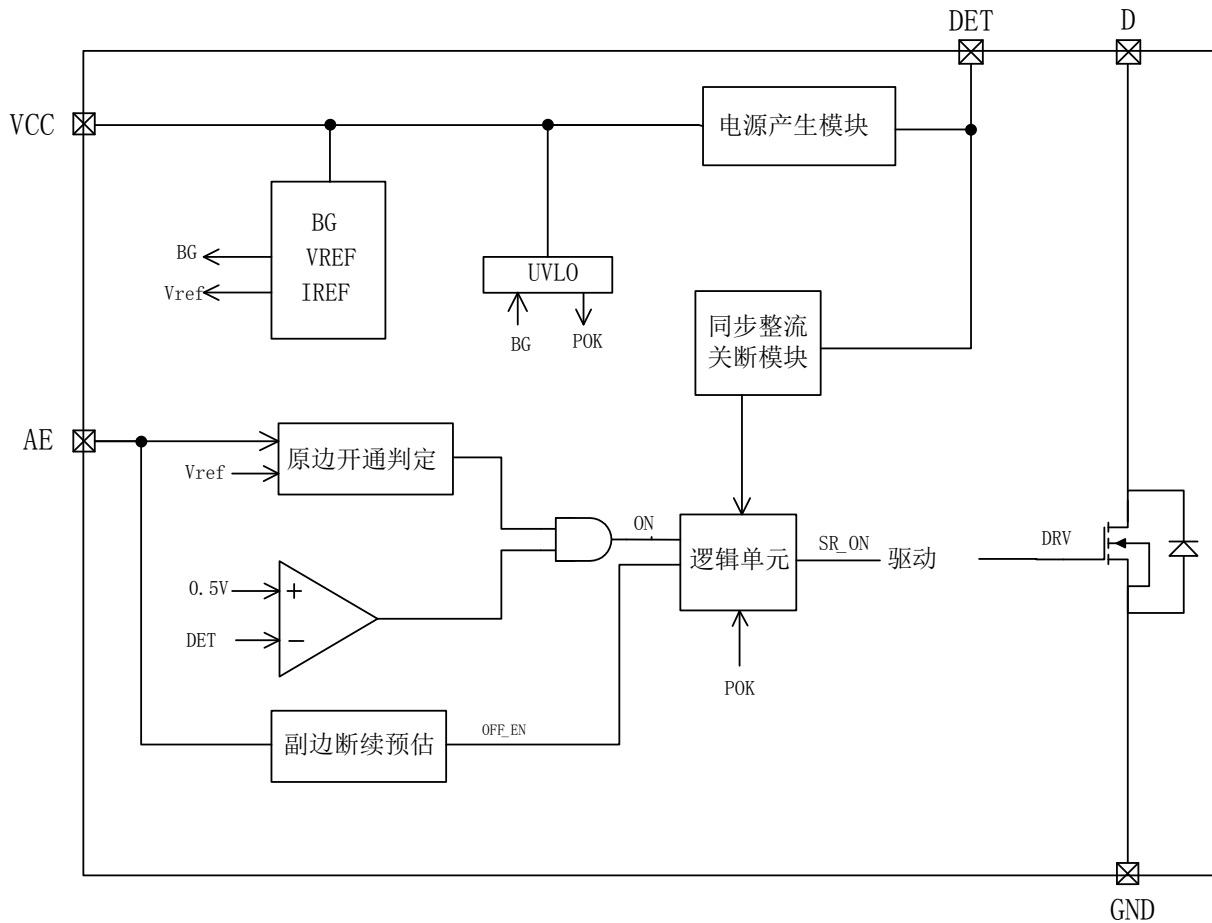 DET
D
VCC
电源产生模块
BG
VREF
IREF
BG
Vref
UVLO
BG
POK
同步整流
关断模块
AE
原边开通判定
Vref
ON
逻辑单元
SR_ON
驱动
DRV
0.5V
+
DET
-
POK
副边断续预估
OFF_EN
GND